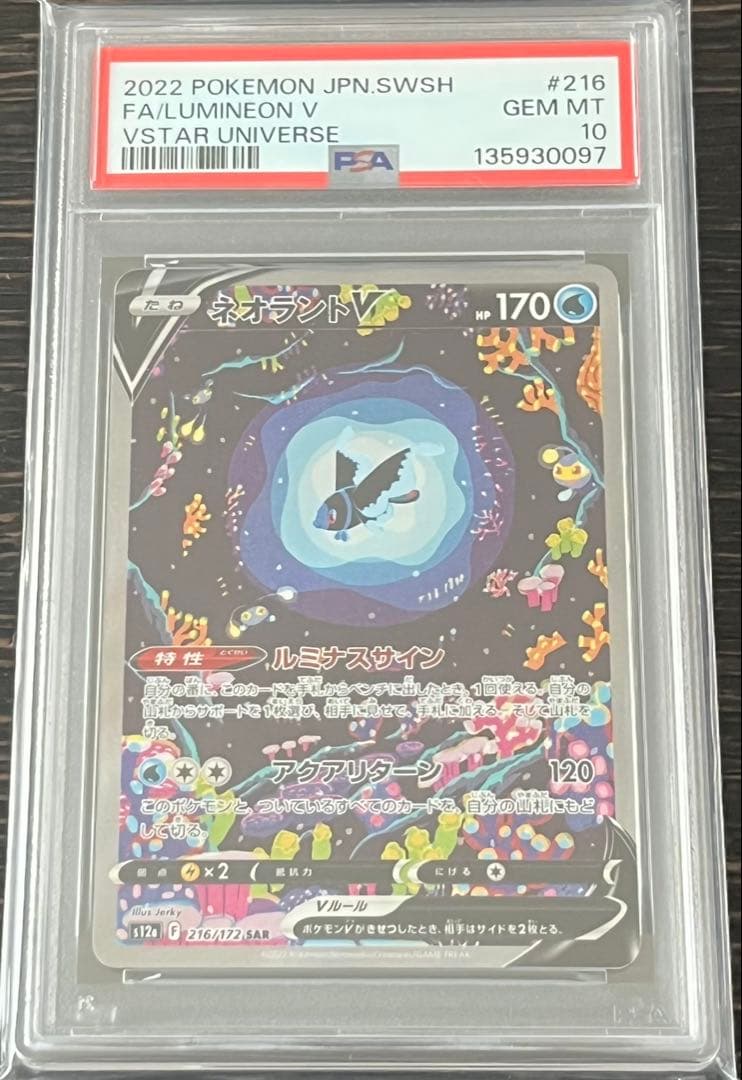 2022 POKEMON JPN.SWSH #216
FA/LUMINEON V GEM MT
VSTAR UNIVERSE 10
PSA 135930097
たね ネオラントV HP 170
特性 とくせい ルミナスサイン
自分の番に、このカードを手札からベンチに出したとき、1回使える。自分の
山札からサポートを1枚選び、相手に見せて、手札に加える。そして山札を
切る。
アクアリターン 120
このポケモンと、ついているすべてのカードを、自分の山札にもど
して切る。
弱点 ×2 抵抗力 にげる
Illus. Jerky
Vルール
s12a F 216/172 SAR
ポケモンVがきぜつしたとき、相手はサイドを2枚とる。